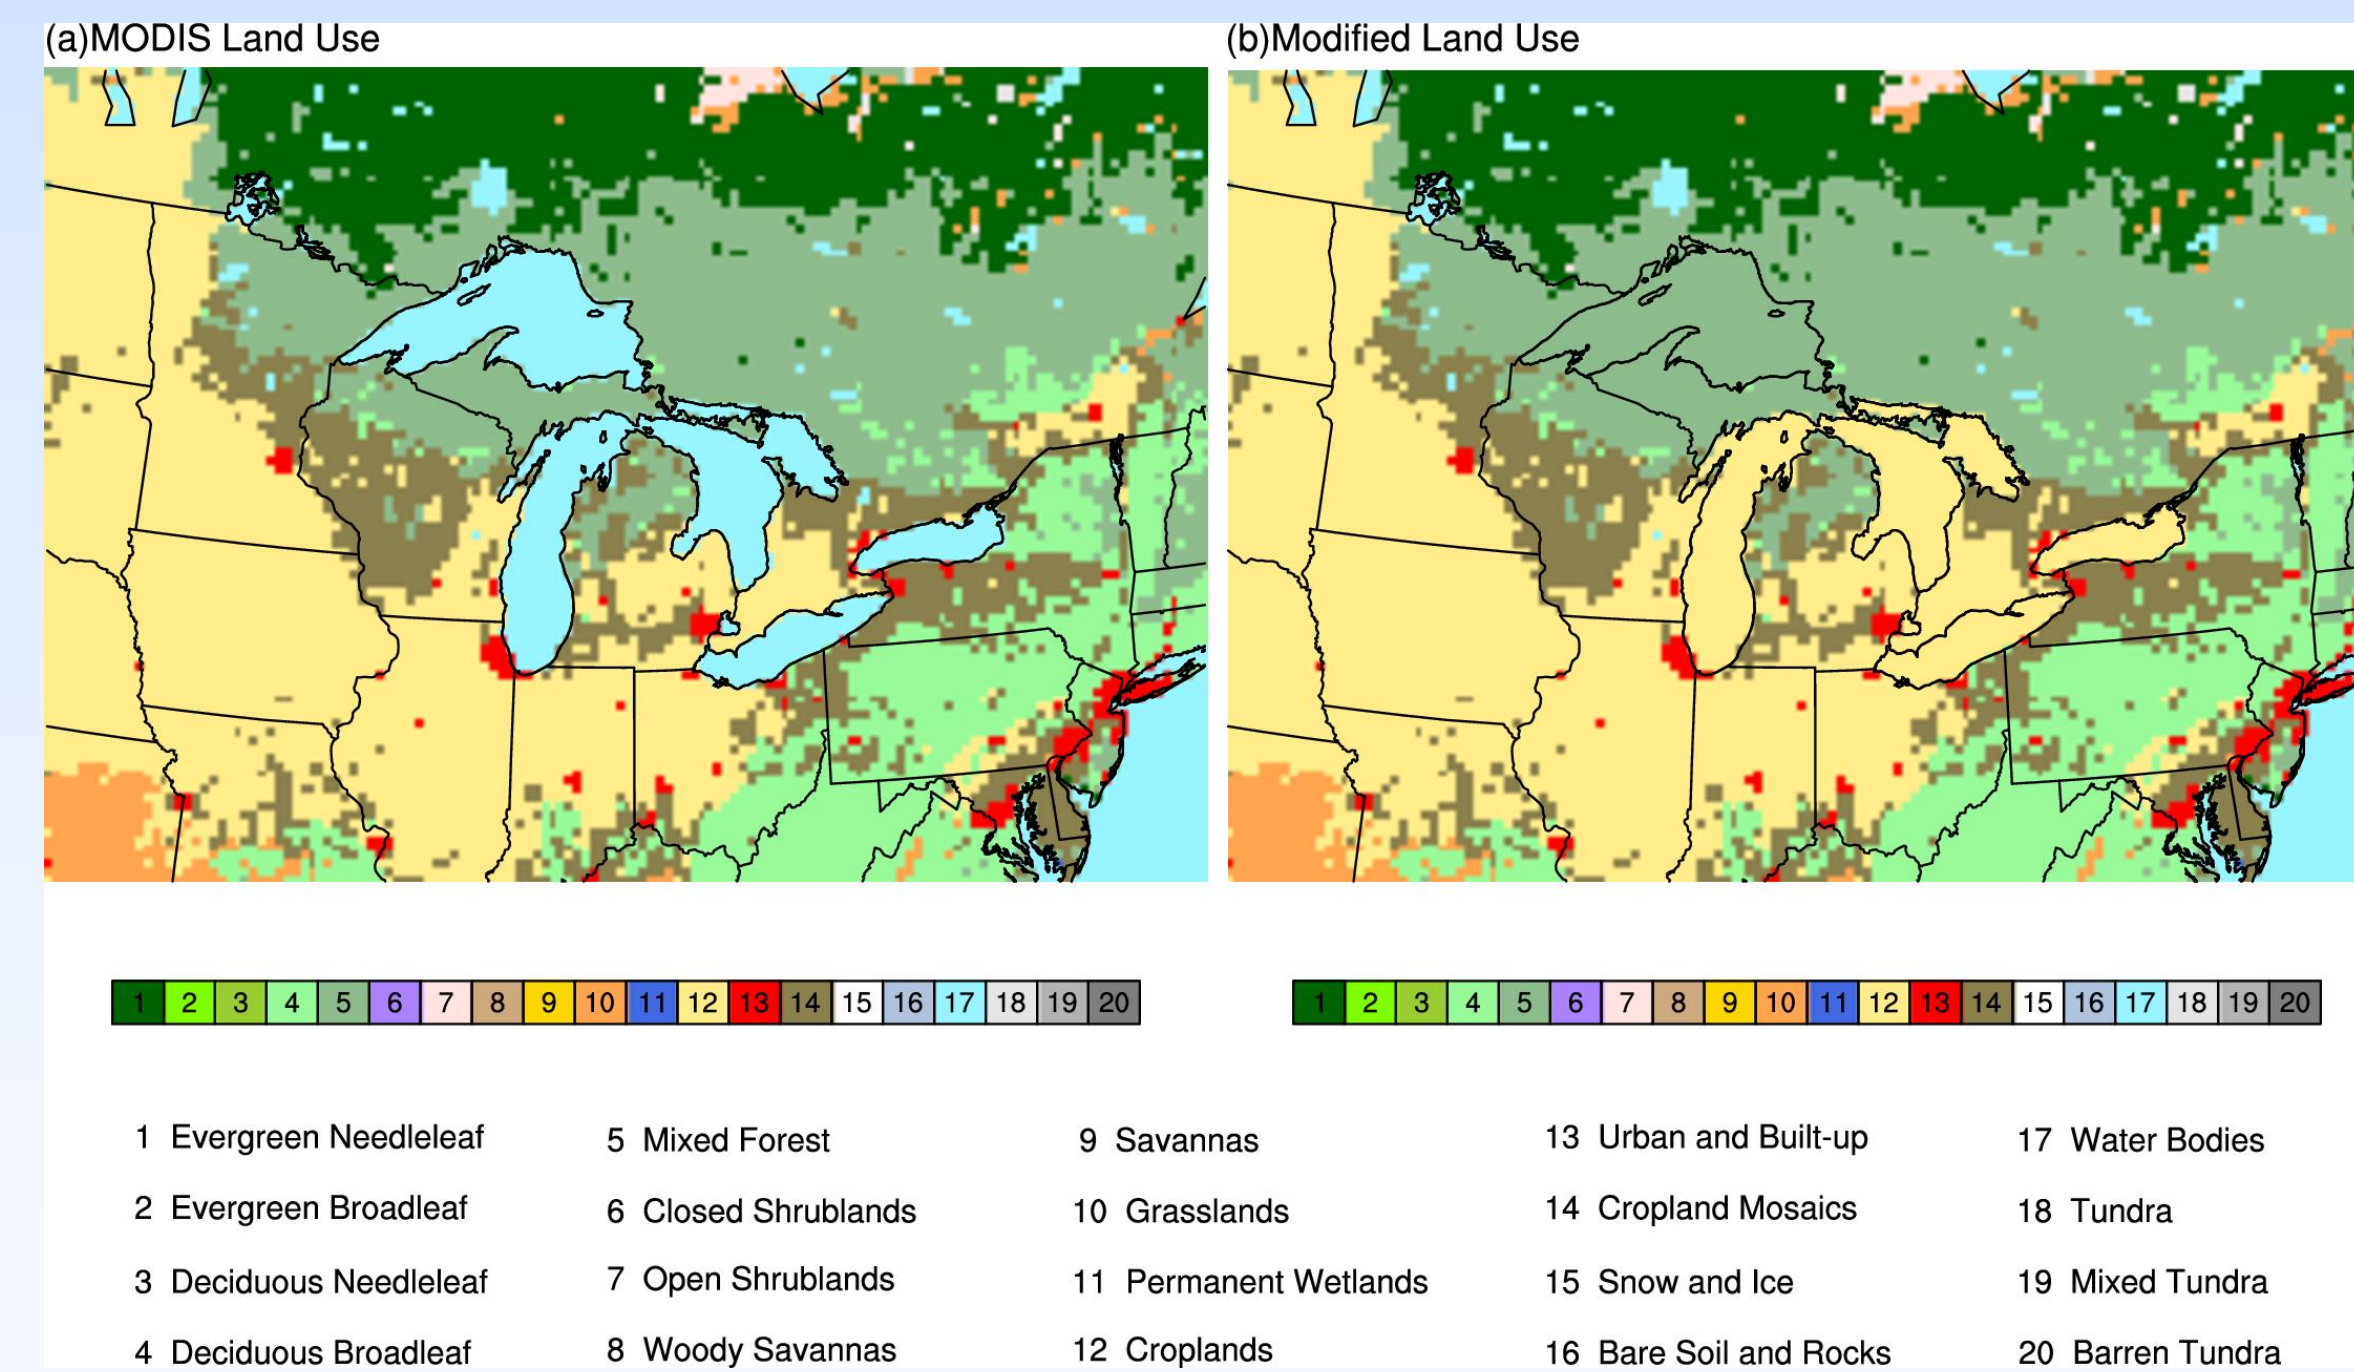 (a)MODIS Land Use
(b)Modified Land Use
1 2 3 4 5 6 7 8 9 10 11 12 13 14 15 16 17 18 19 20
1 2 3 4 5 6 7 8 9 10 11 12 13 14 15 16 17 18 19 20
1 Evergreen Needleleaf
2 Evergreen Broadleaf
3 Deciduous Needleleaf
4 Deciduous Broadleaf
5 Mixed Forest
6 Closed Shrublands
7 Open Shrublands
8 Woody Savannas
9 Savannas
10 Grasslands
11 Permanent Wetlands
12 Croplands
13 Urban and Built-up
14 Cropland Mosaics
15 Snow and Ice
16 Bare Soil and Rocks
17 Water Bodies
18 Tundra
19 Mixed Tundra
20 Barren Tundra